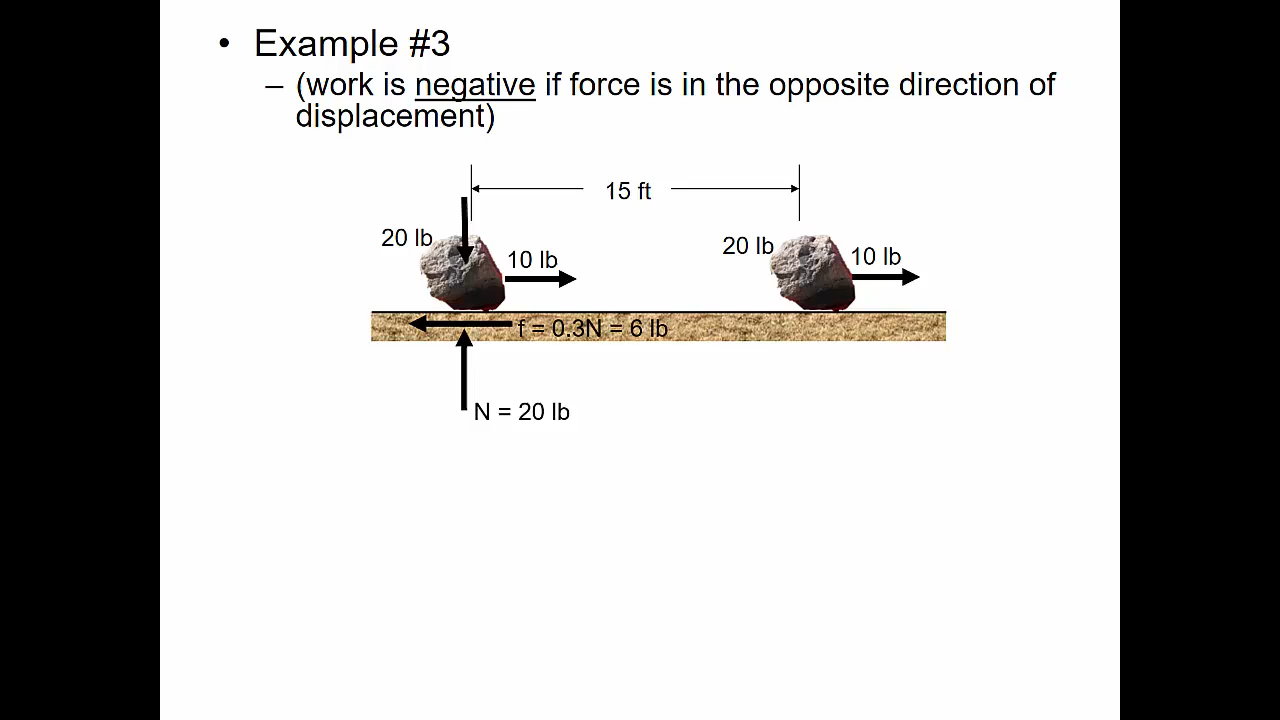 • Example #3
– (work is negative if force is in the opposite direction of
displacement)
15 ft
20 lb
10 lb
20 lb
10 lb
f = 0.3N = 6 lb
N = 20 lb